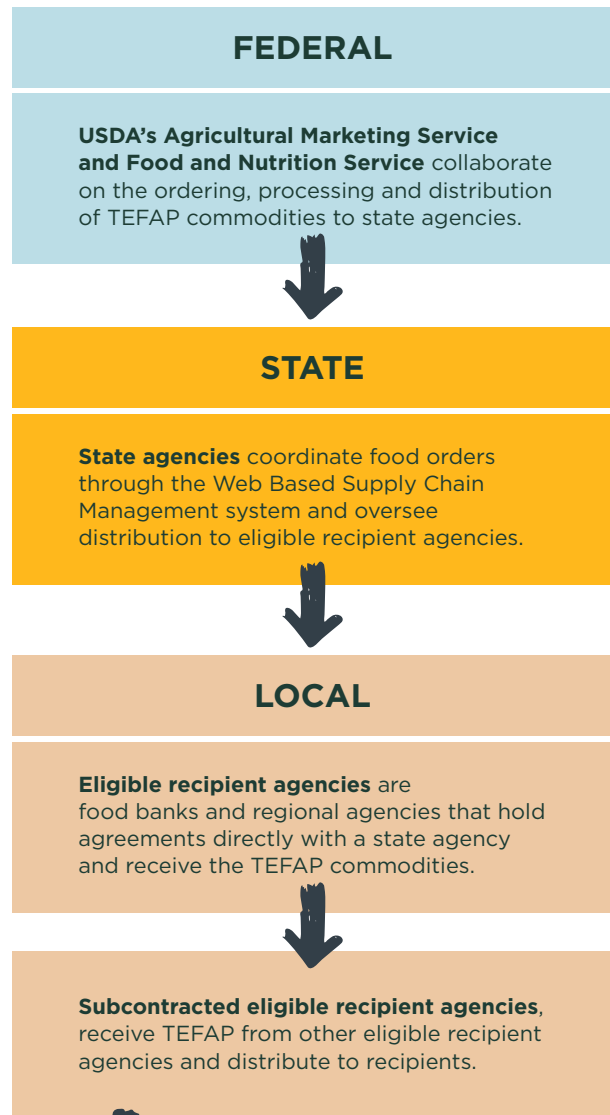 FEDERAL
USDA's Agricultural Marketing Service
and Food and Nutrition Service collaborate
on the ordering, processing and distribution
of TEFAP commodities to state agencies.
STATE
State agencies coordinate food orders
through the Web Based Supply Chain
Management system and oversee
distribution to eligible recipient agencies.
LOCAL
Eligible recipient agencies are
food banks and regional agencies that hold
agreements directly with a state agency
and receive the TEFAP commodities.
Subcontracted eligible recipient agencies,
receive TEFAP from other eligible recipient
agencies and distribute to recipients.